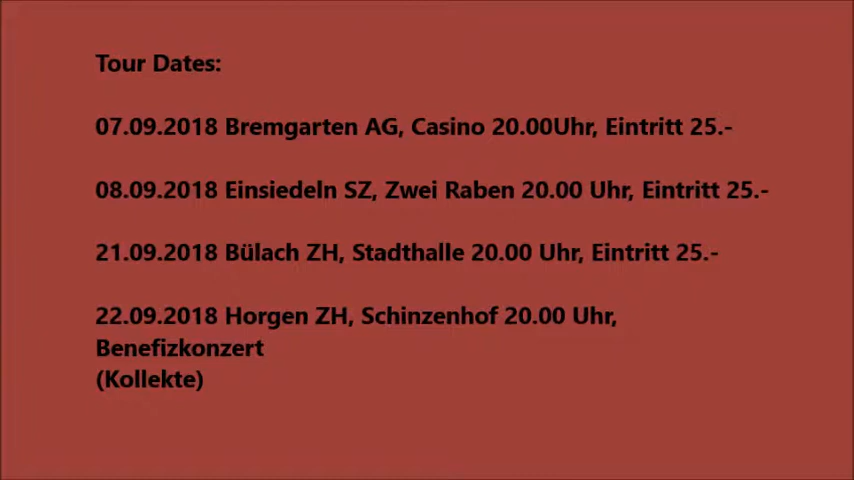 Tour Dates:
07.09.2018 Bremgarten AG, Casino 20.00Uhr, Eintritt 25.-
08.09.2018 Einsiedeln SZ, Zwei Raben 20.00 Uhr, Eintritt 25.-
21.09.2018 Bülach ZH, Stadthalle 20.00 Uhr, Eintritt 25.-
22.09.2018 Horgen ZH, Schinzenhof 20.00 Uhr,
Benefizkonzert
(Kollekte)